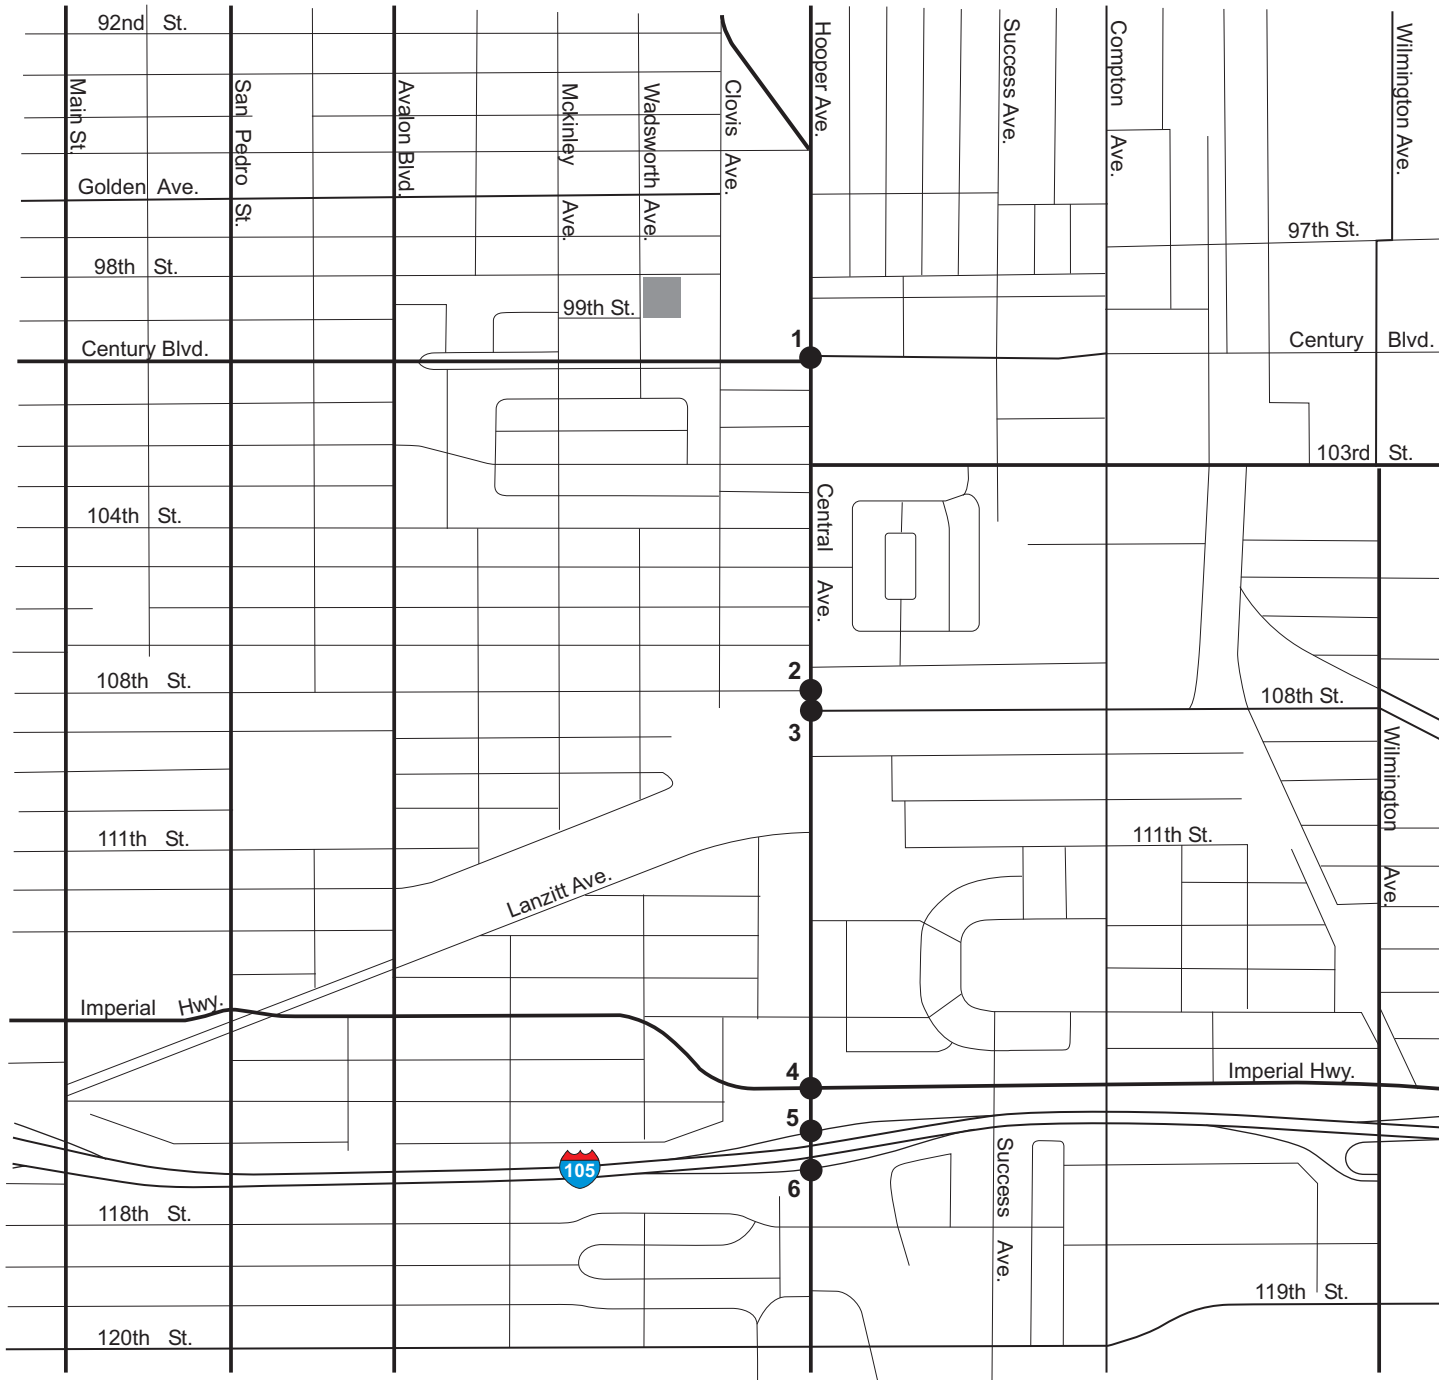 92nd St.
Main St.
San Pedro St.
Avalon Blvd.
Mckinley Ave.
Wadsworth Ave.
Clovis Ave.
Hooper Ave.
Success Ave.
Compton Ave.
Wilmington Ave.
Golden Ave.
97th St.
98th St.
99th St.
1
Century Blvd.
Century Blvd.
103rd St.
104th St.
Central Ave.
2
108th St.
108th St.
3
Wilmington Ave.
111th St.
111th St.
Lanzitt Ave.
Imperial Hwy.
4
Imperial Hwy.
5
105
6
Success Ave.
118th St.
119th St.
120th St.